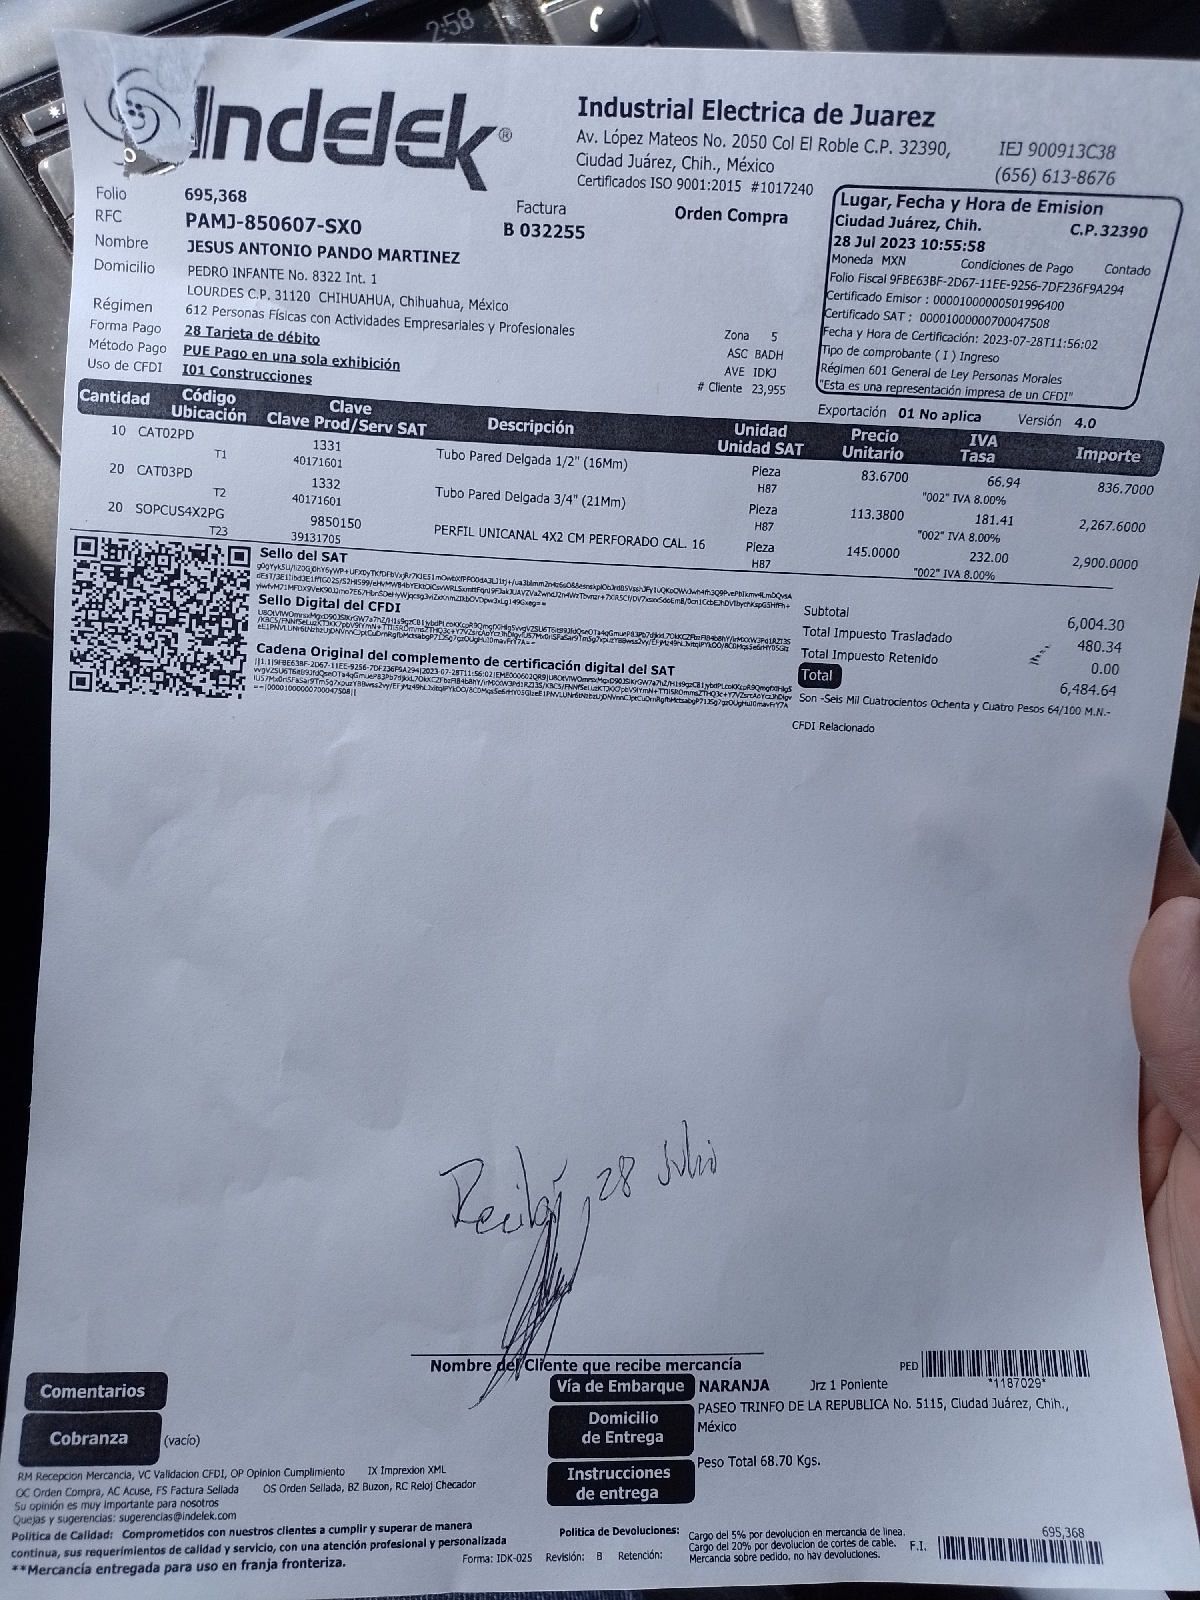 2:58
Indelek®
Industrial Electrica de Juarez
Av. López Mateos No. 2050 Col El Roble C.P. 32390,
Ciudad Juárez, Chih., México
Certificados ISO 9001:2015 #1017240
IEJ 900913C38
(656) 613-8676
Folio 695,368
RFC PAMJ-850607-SX0
Nombre JESUS ANTONIO PANDO MARTINEZ
Domicilio PEDRO INFANTE No. 8322 Int. 1
LOURDES C.P. 31120 CHIHUAHUA, Chihuahua, México
Régimen 612 Personas Físicas con Actividades Empresariales y Profesionales
Forma Pago 28 Tarjeta de débito
Método Pago PUE Pago en una sola exhibición
Uso de CFDI I01 Construcciones
Factura
B 032255
Orden Compra
Zona 5
ASC BADH
AVE IDKJ
# Cliente 23,955
Lugar, Fecha y Hora de Emision
Ciudad Juárez, Chih. C.P. 32390
28 Jul 2023 10:55:58
Moneda MXN Condiciones de Pago Contado
Folio Fiscal 9FBE63BF-2D67-11EE-9256-7DF236F9A294
Certificado Emisor : 00001000000501996400
Certificado SAT : 00001000000700047508
Fecha y Hora de Certificación: 2023-07-28T11:56:02
Tipo de comprobante ( I ) Ingreso
Régimen 601 General de Ley Personas Morales
"Esta es una representación impresa de un CFDI"
Exportación 01 No aplica Versión 4.0
Cantidad Código Clave Descripción Unidad Precio IVA Importe
Ubicación Clave Prod/Serv SAT Unidad SAT Unitario Tasa
10 CAT02PD 1331 Tubo Pared Delgada 1/2" (16Mm) Pieza 83.6700 66.94 836.7000
T1 40171601 H87 "002" IVA 8.00%
20 CAT03PD 1332 Tubo Pared Delgada 3/4" (21Mm) Pieza 113.3800 181.41 2,267.6000
T2 40171601 H87 "002" IVA 8.00%
20 SOPCUS4X2PG 9850150 PERFIL UNICANAL 4X2 CM PERFORADO CAL. 16 Pieza 145.0000 232.00 2,900.0000
T23 39131705 H87 "002" IVA 8.00%
Sello del SAT
Sello Digital del CFDI
Cadena Original del complemento de certificación digital del SAT
Subtotal 6,004.30
Total Impuesto Trasladado 480.34
Total Impuesto Retenido 0.00
Total 6,484.64
Son -Seis Mil Cuatrocientos Ochenta y Cuatro Pesos 64/100 M.N.-
CFDI Relacionado
Recibí, 28 Julio
Nombre del Cliente que recibe mercancía
PED *1187029*
Comentarios
Cobranza (vacío)
Vía de Embarque NARANJA Jrz 1 Poniente
Domicilio de Entrega PASEO TRINFO DE LA REPUBLICA No. 5115, Ciudad Juárez, Chih.,
México
Peso Total 68.70 Kgs.
Instrucciones de entrega
RM Recepcion Mercancia, VC Validacion CFDI, OP Opinion Cumplimiento IX Imprexion XML
OC Orden Compra, AC Acuse, FS Factura Sellada OS Orden Sellada, BZ Buzon, RC Reloj Checador
Su opinión es muy importante para nosotros
Quejas y sugerencias: sugerencias@indelek.com
Politica de Calidad: Comprometidos con nuestros clientes a cumplir y superar de manera
continua, sus requerimientos de calidad y servicio, con una atención profesional y personalizada
**Mercancía entregada para uso en franja fronteriza.
Forma: IDK-025 Revisión: B Retención:
Politica de Devoluciones: Cargo del 5% por devolucion en mercancia de linea.
Cargo del 20% por devolucion de cortes de cable.
Mercancia sobre pedido, no hay devoluciones.
F.I. 695,368